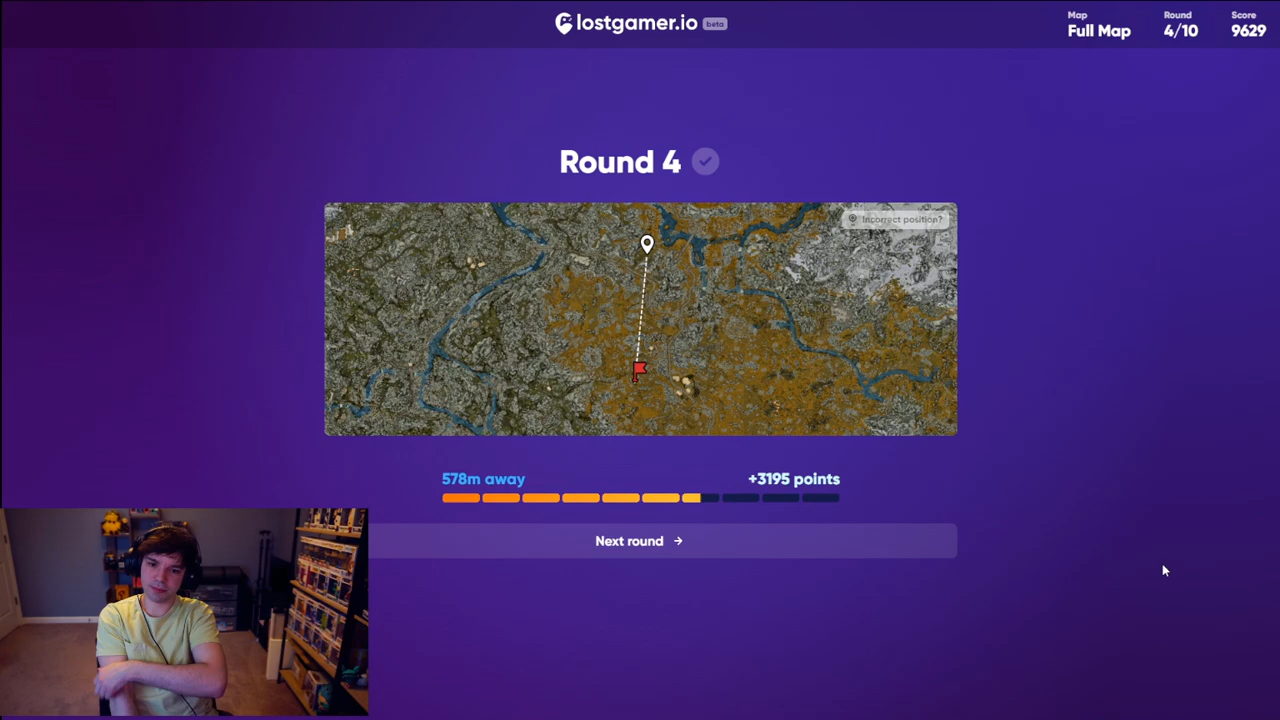 lostgamer.io beta
Map
Full Map
Round
4/10
Score
9629
Round 4
Incorrect position?
578m away
+3195 points
Next round →